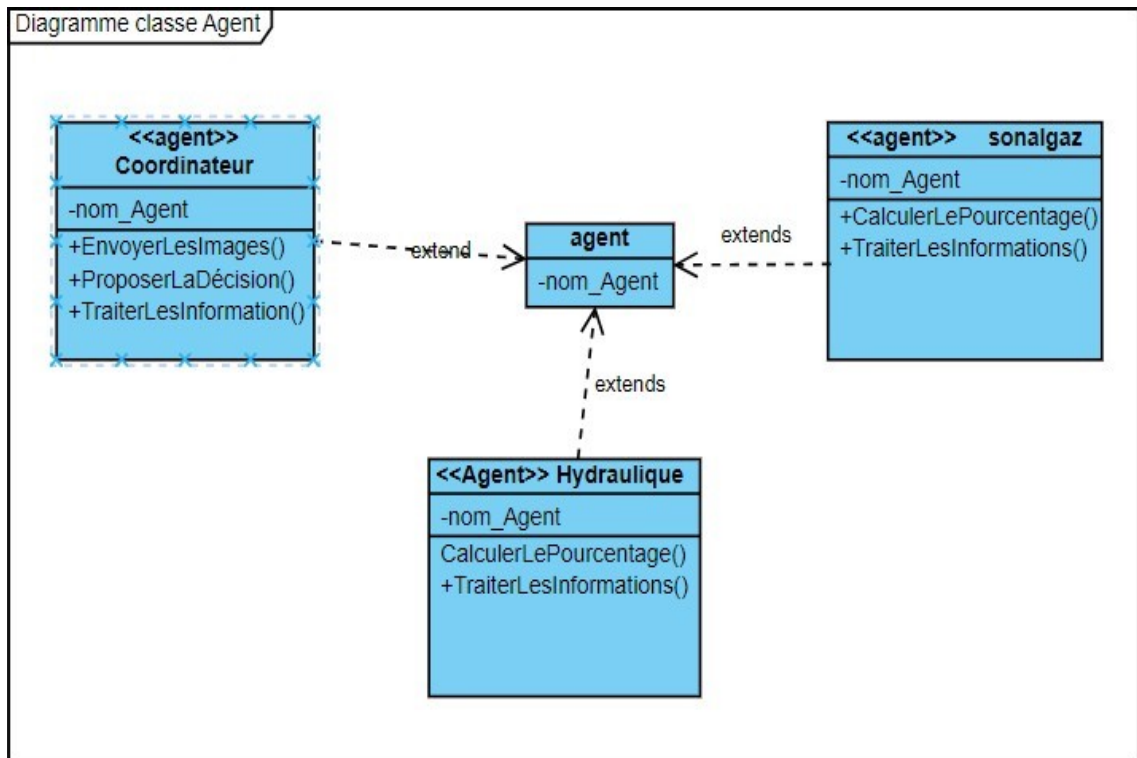 Diagramme classe Agent
<<agent>>
Coordinateur
-nom_Agent
+EnvoyerLesImages()
+ProposerLaDécision()
+TraiterLesInformation()
extend
agent
-nom_Agent
extends
<<agent>> sonalgaz
-nom_Agent
+CalculerLePourcentage()
+TraiterLesInformations()
extends
<<Agent>> Hydraulique
-nom_Agent
CalculerLePourcentage()
+TraiterLesInformations()